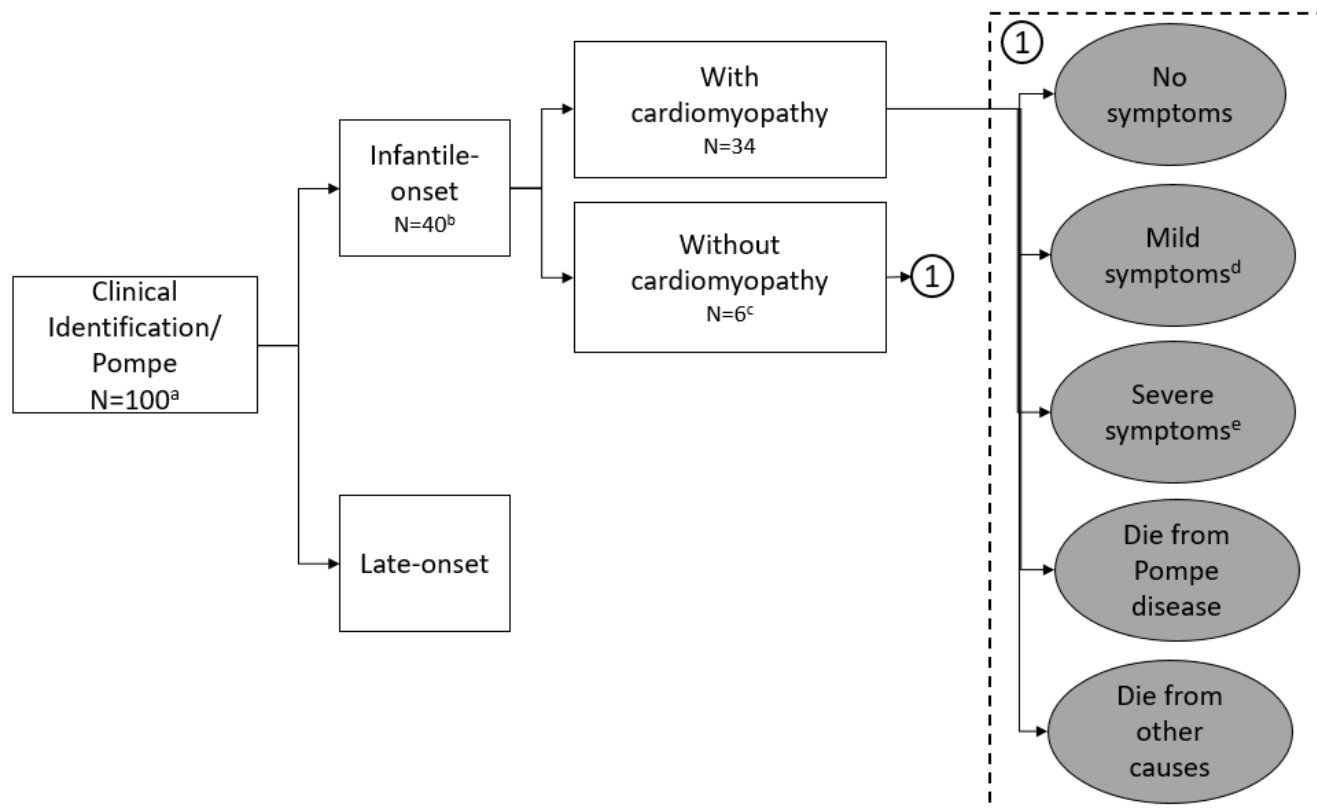 Clinical
Identification/
Pompe
N=100ᵃ
Infantile-
onset
N=40ᵇ
Late-onset
With
cardiomyopathy
N=34
Without
cardiomyopathy
N=6ᶜ
1
1
No
symptoms
Mild
symptomsᵈ
Severe
symptomsᵉ
Die from
Pompe
disease
Die from
other
causes